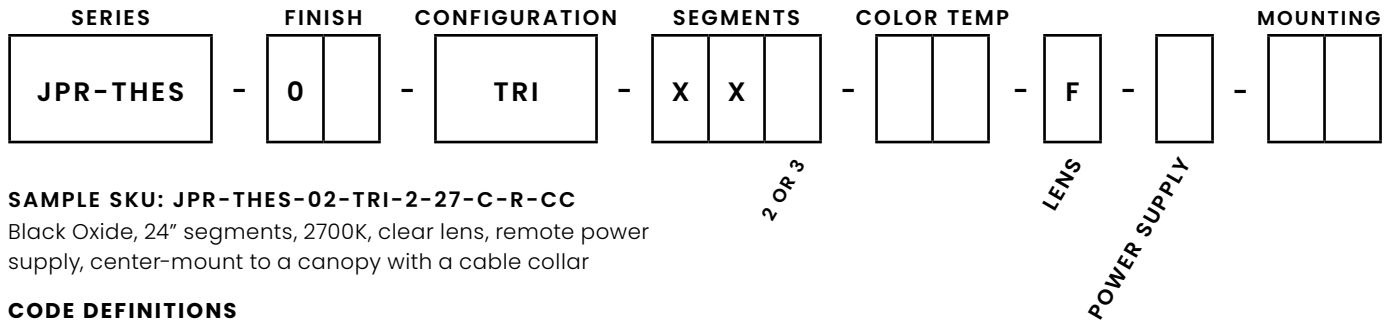 SERIES FINISH CONFIGURATION SEGMENTS COLOR TEMP MOUNTING
JPR-THES - 0 - TRI - X X - - F - -
2 OR 3 LENS POWER SUPPLY
SAMPLE SKU: JPR-THES-02-TRI-2-27-C-R-CC
Black Oxide, 24” segments, 2700K, clear lens, remote power
supply, center-mount to a canopy with a cable collar
CODE DEFINITIONS